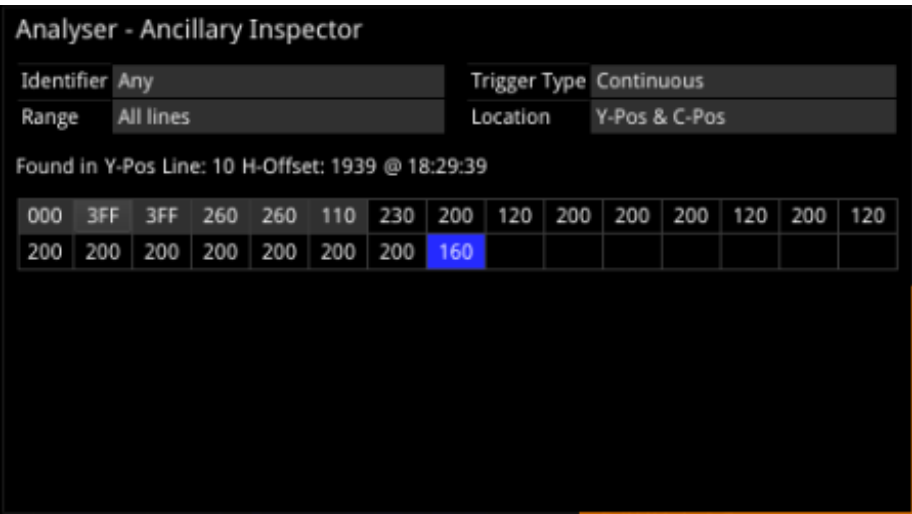 Analyser - Ancillary Inspector
Identifier Any Trigger Type Continuous
Range All lines Location Y-Pos & C-Pos
Found in Y-Pos Line: 10 H-Offset: 1939 @ 18:29:39
000 3FF 3FF 260 260 110 230 200 120 200 200 200 120 200 120
200 200 200 200 200 200 200 160